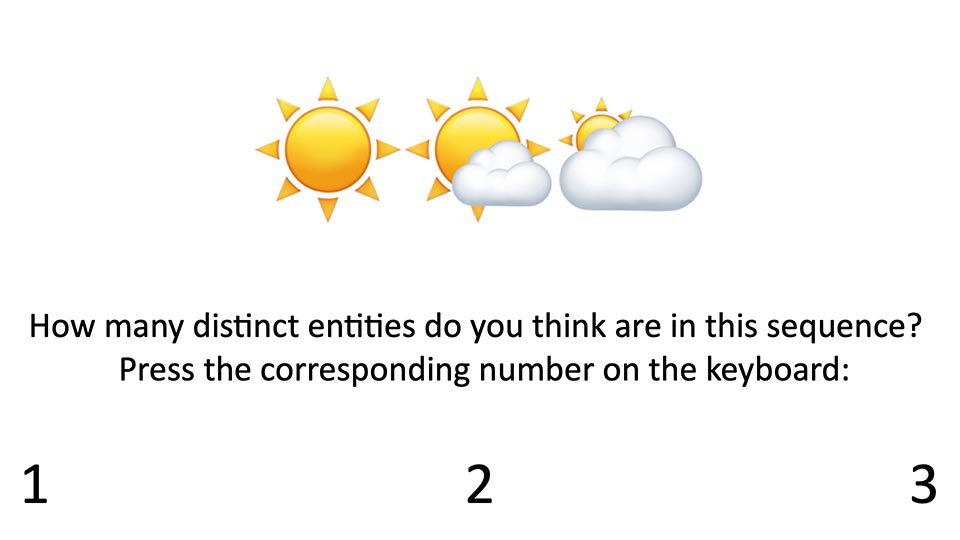 How many distinct entities do you think are in this sequence?
Press the corresponding number on the keyboard:
1 2 3